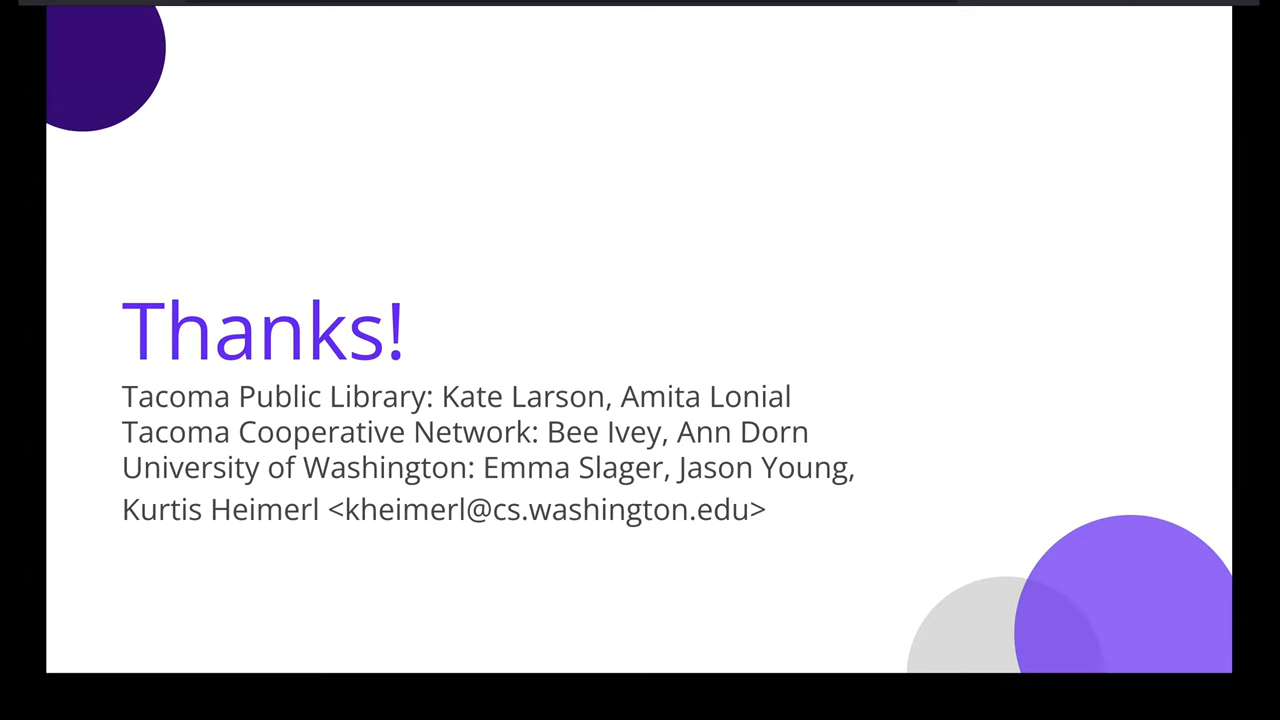 Thanks!
Tacoma Public Library: Kate Larson, Amita Lonial
Tacoma Cooperative Network: Bee Ivey, Ann Dorn
University of Washington: Emma Slager, Jason Young,
Kurtis Heimerl <kheimerl@cs.washington.edu>